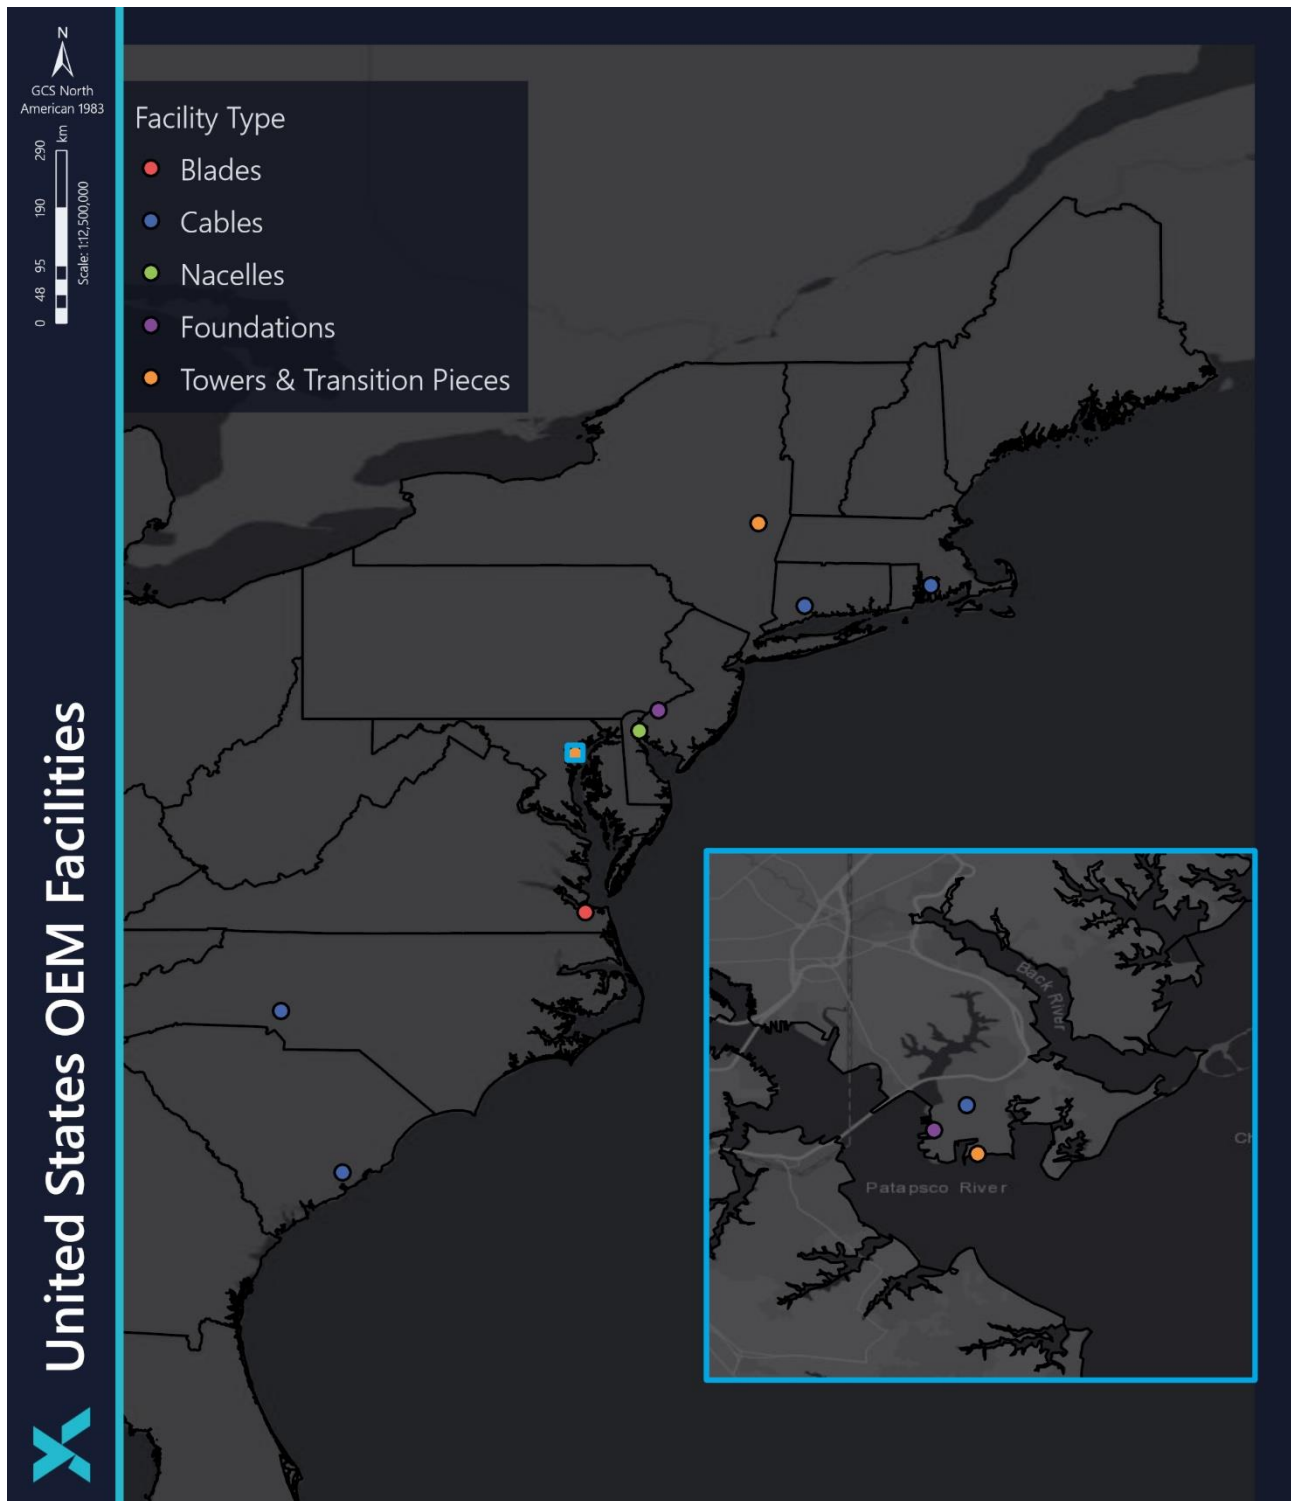 N
GCS North
American 1983
0 48 95 190 290 km
Scale: 1:12,500,000
United States OEM Facilities
Facility Type
Blades
Cables
Nacelles
Foundations
Towers & Transition Pieces
Back River
Patapsco River
Ch